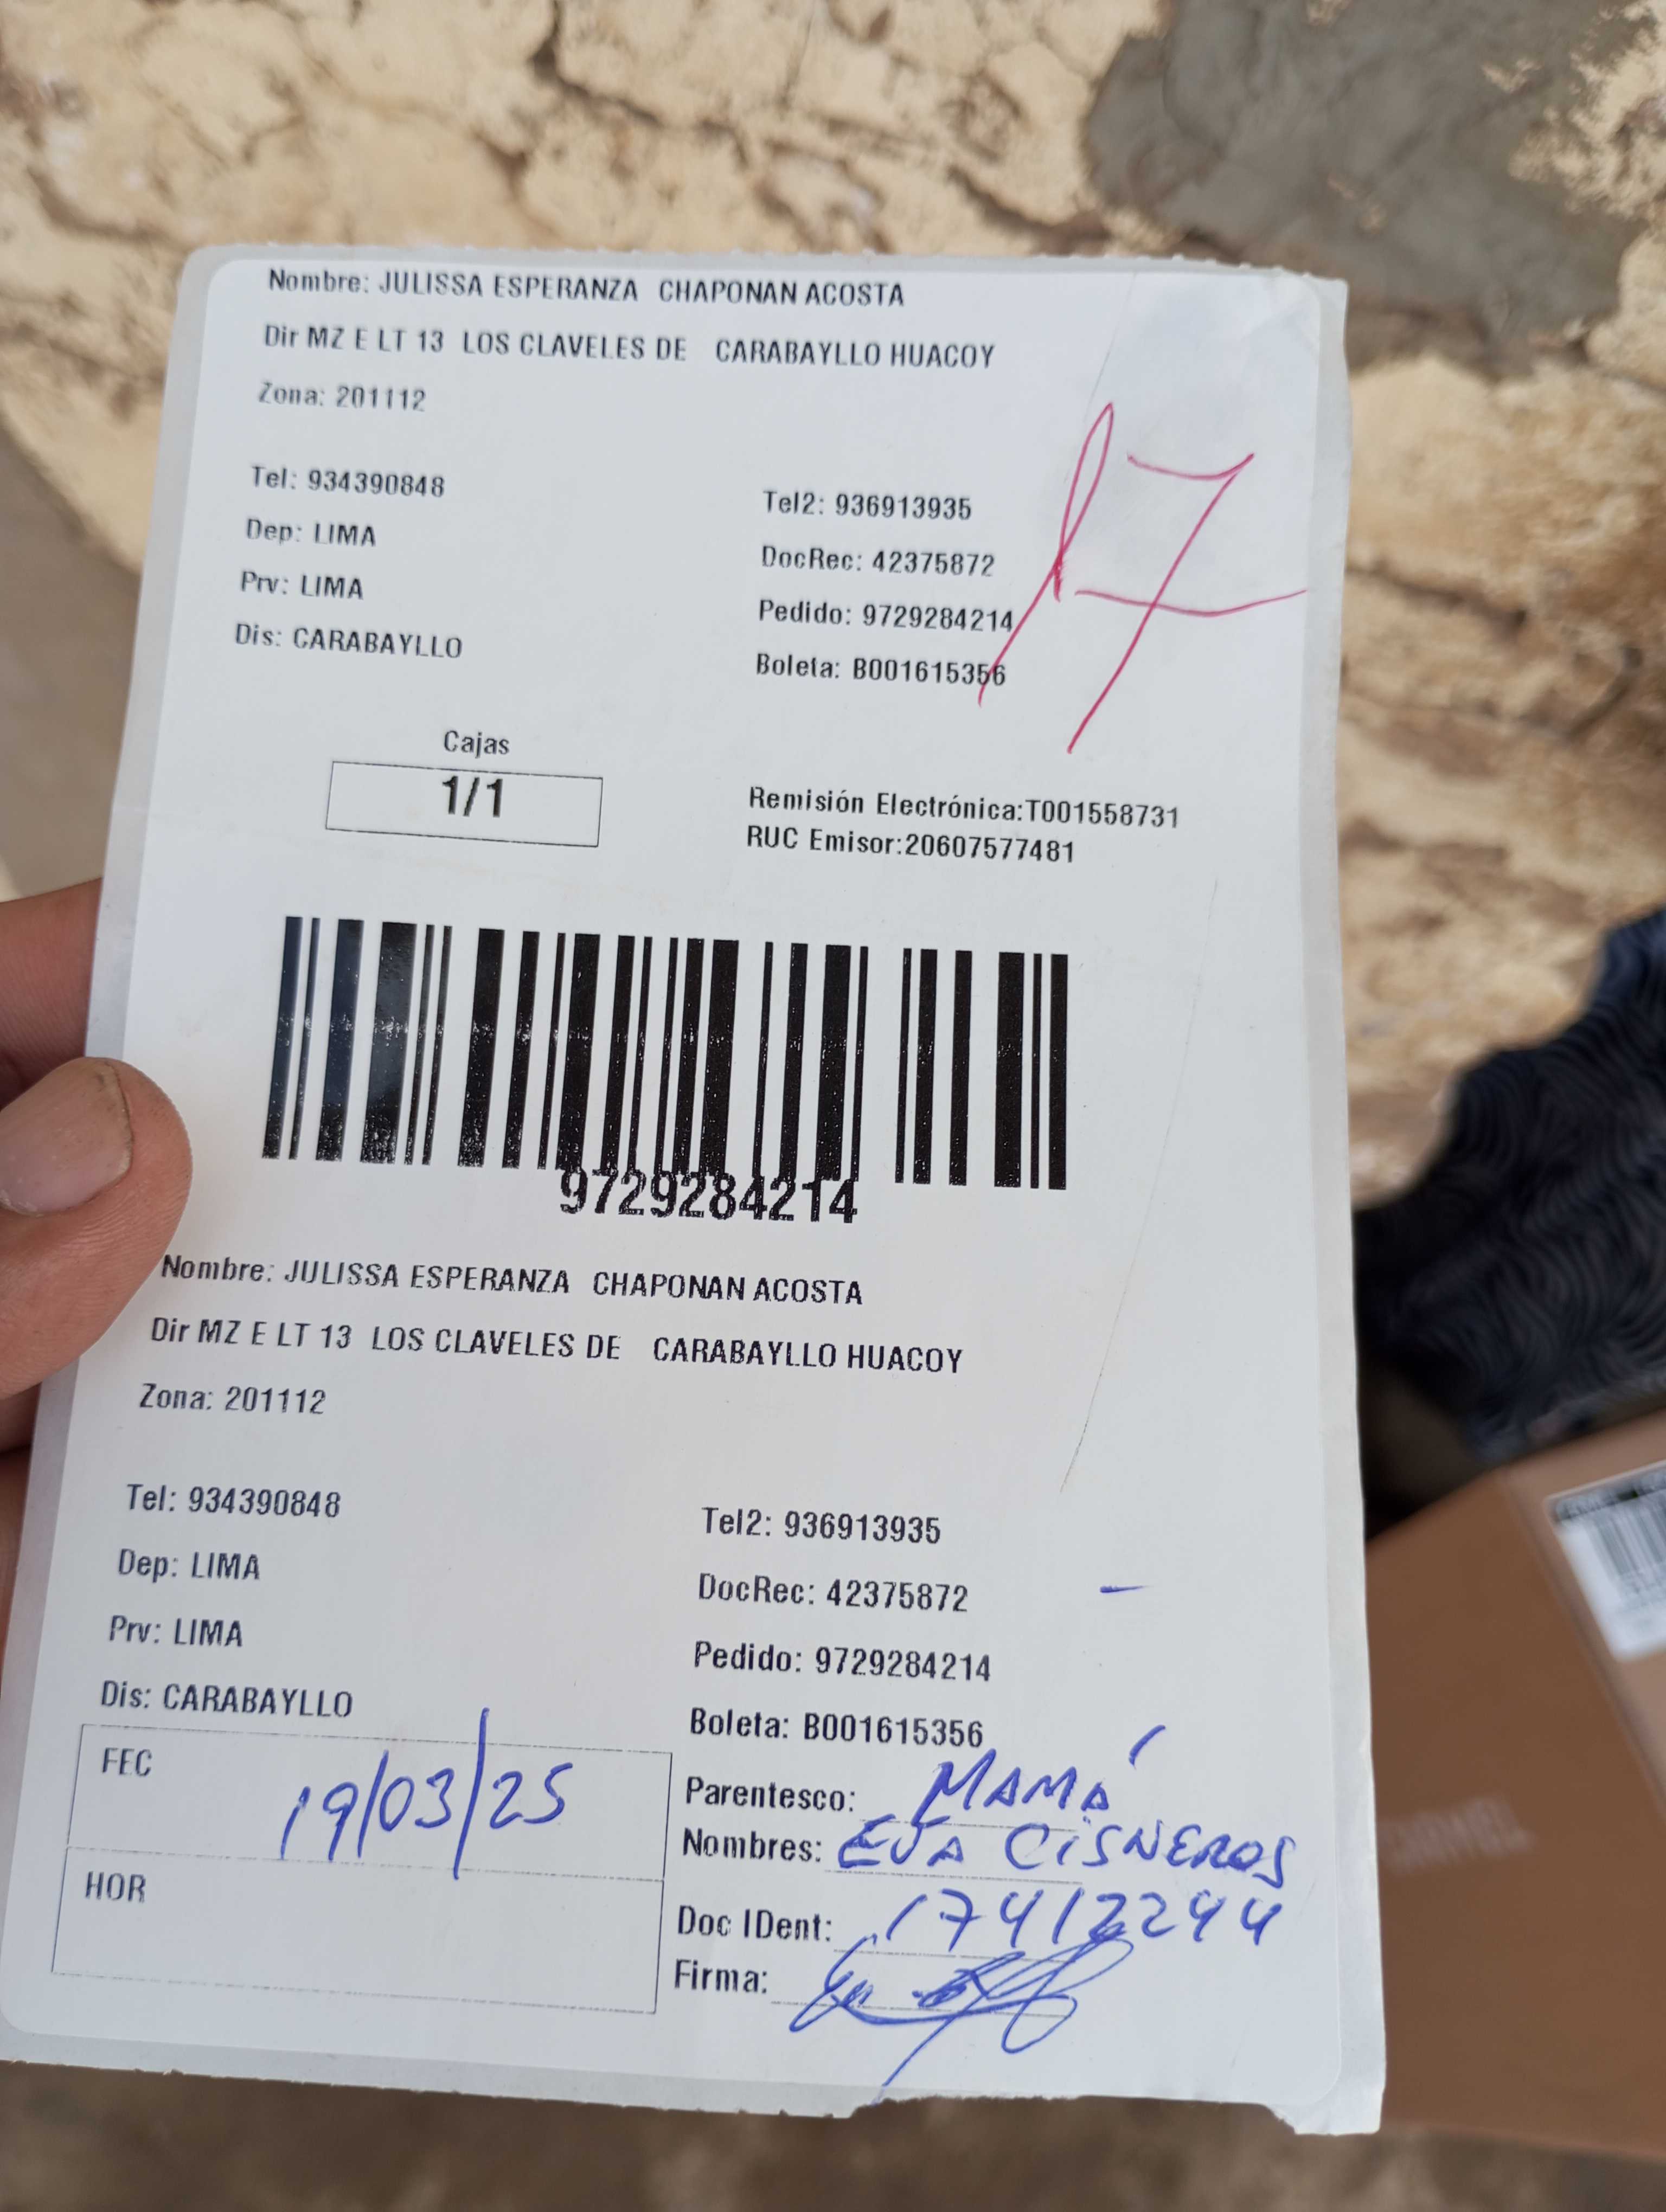 Nombre: JULISSA ESPERANZA CHAPONAN ACOSTA
Dir MZ E LT 13 LOS CLAVELES DE CARABAYLLO HUACOY
Zona: 201112
17
Tel: 934390848 Tel2: 936913935
Dep: LIMA DocRec: 42375872
Prv: LIMA Pedido: 9729284214
Dis: CARABAYLLO Boleta: B001615356
Cajas
1/1
Remisión Electrónica:T001558731
RUC Emisor:20607577481
9729284214
Nombre: JULISSA ESPERANZA CHAPONAN ACOSTA
Dir MZ E LT 13 LOS CLAVELES DE CARABAYLLO HUACOY
Zona: 201112
Tel: 934390848 Tel2: 936913935
Dep: LIMA DocRec: 42375872
Prv: LIMA Pedido: 9729284214
Dis: CARABAYLLO Boleta: B001615356
FEC 19/03/25
HOR
Parentesco: MAMÁ
Nombres: EVA CISNEROS
Doc IDent: 17412244
Firma: